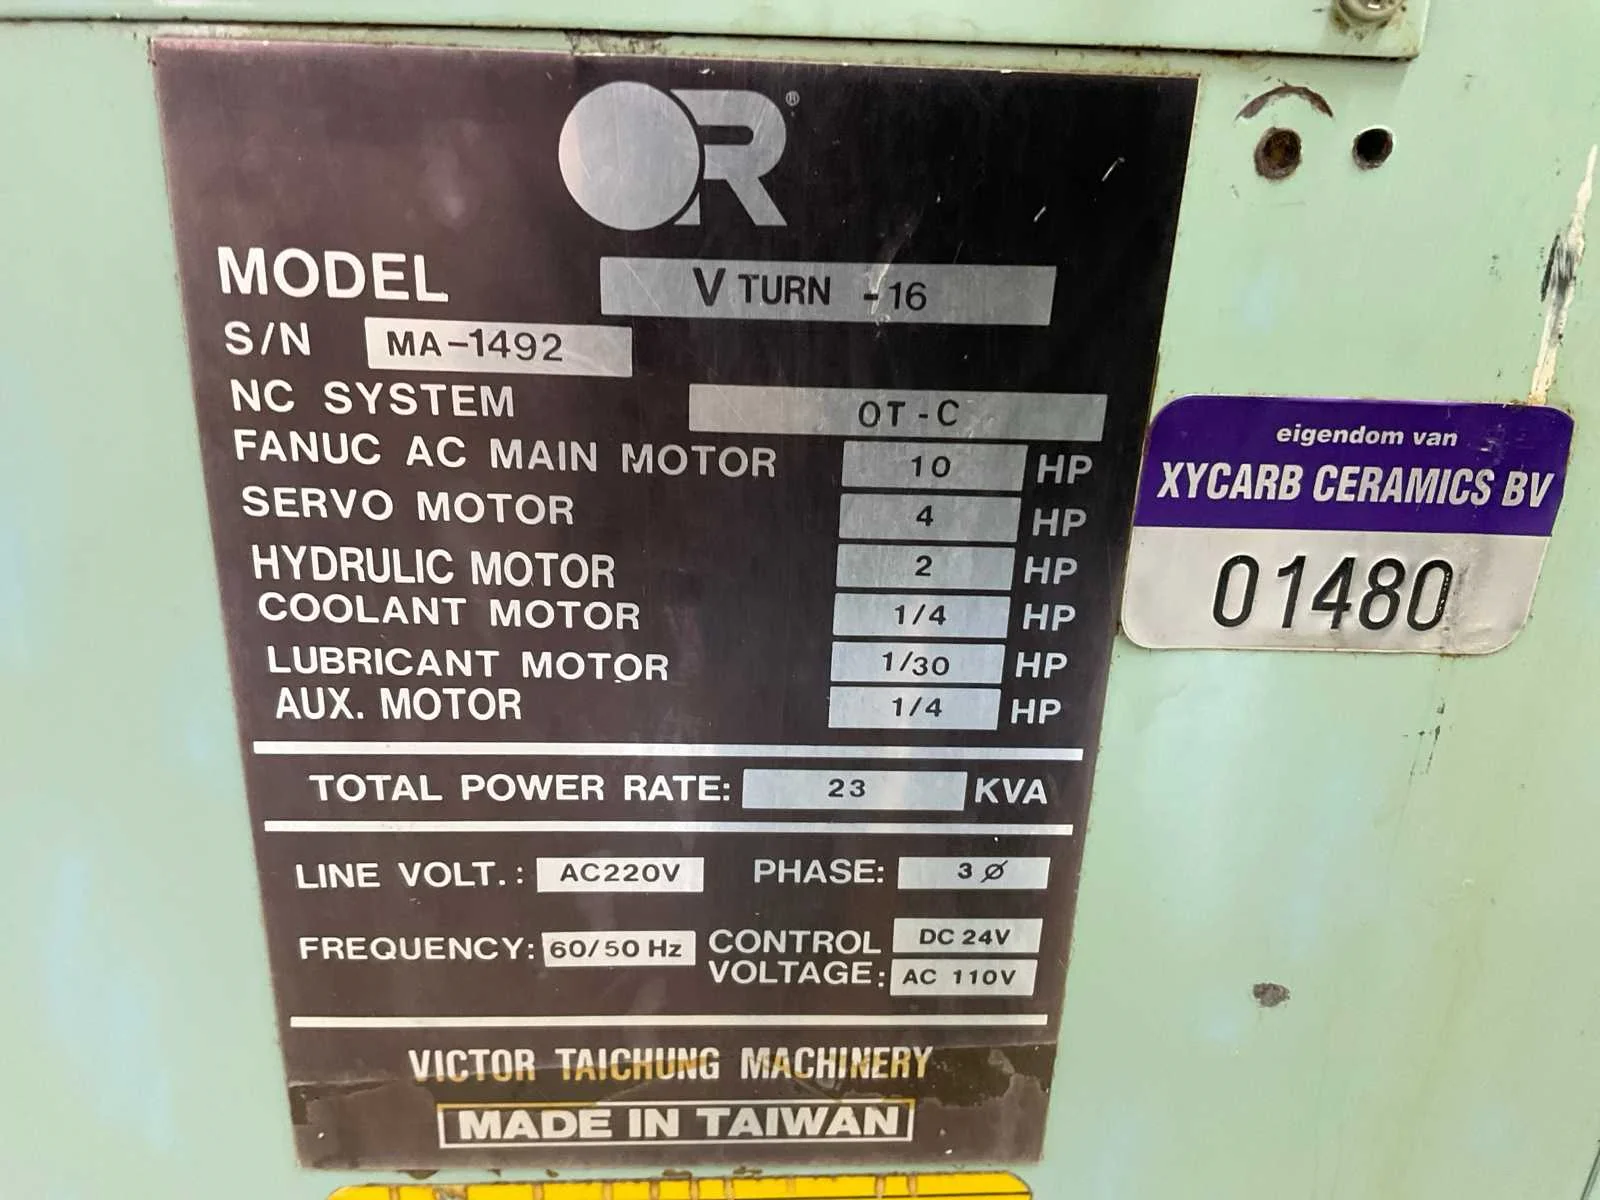 OR®
MODEL V TURN -16
S/N MA-1492
NC SYSTEM OT-C
FANUC AC MAIN MOTOR 10 HP
SERVO MOTOR 4 HP
HYDRULIC MOTOR 2 HP
COOLANT MOTOR 1/4 HP
LUBRICANT MOTOR 1/30 HP
AUX. MOTOR 1/4 HP
TOTAL POWER RATE: 23 KVA
LINE VOLT.: AC220V PHASE: 3 Ø
FREQUENCY: 60/50 Hz CONTROL VOLTAGE: DC 24V
AC 110V
VICTOR TAICHUNG MACHINERY
MADE IN TAIWAN
eigendom van
XYCARB CERAMICS BV
01480